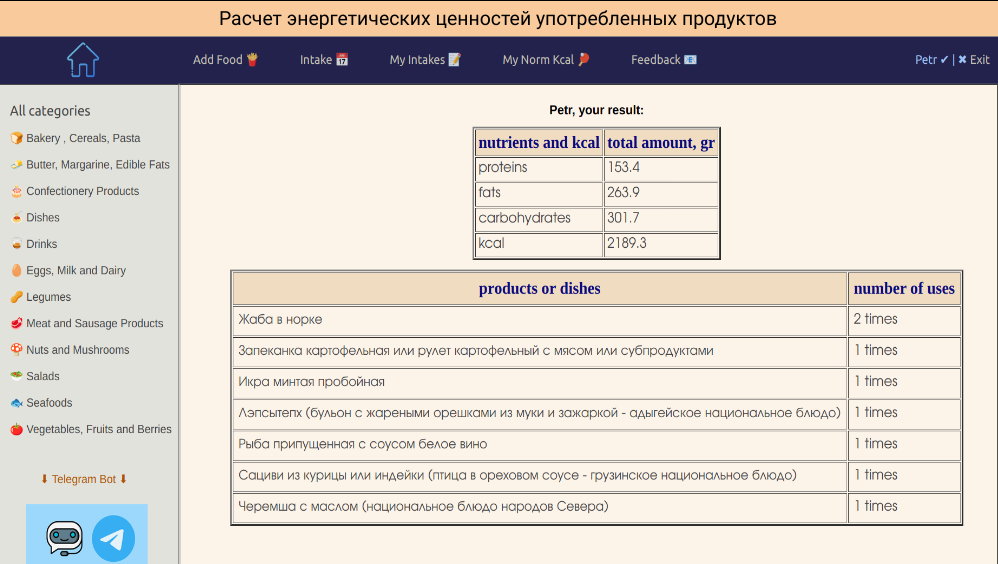 Расчет энергетических ценностей употребленных продуктов
Add Food Intake My Intakes My Norm Kcal Feedback Petr ✔ | ✖ Exit
All categories
Bakery , Cereals, Pasta
Butter, Margarine, Edible Fats
Confectionery Products
Dishes
Drinks
Eggs, Milk and Dairy
Legumes
Meat and Sausage Products
Nuts and Mushrooms
Salads
Seafoods
Vegetables, Fruits and Berries
⬇ Telegram Bot ⬇
Petr, your result:
nutrients and kcal total amount, gr
proteins 153.4
fats 263.9
carbohydrates 301.7
kcal 2189.3
products or dishes number of uses
Жаба в норке 2 times
Запеканка картофельная или рулет картофельный с мясом или субпродуктами 1 times
Икра минтая пробойная 1 times
Лэпсытепх (бульон с жареными орешками из муки и зажаркой - адыгейское национальное блюдо) 1 times
Рыба припущенная с соусом белое вино 1 times
Сациви из курицы или индейки (птица в ореховом соусе - грузинское национальное блюдо) 1 times
Черемша с маслом (национальное блюдо народов Севера) 1 times